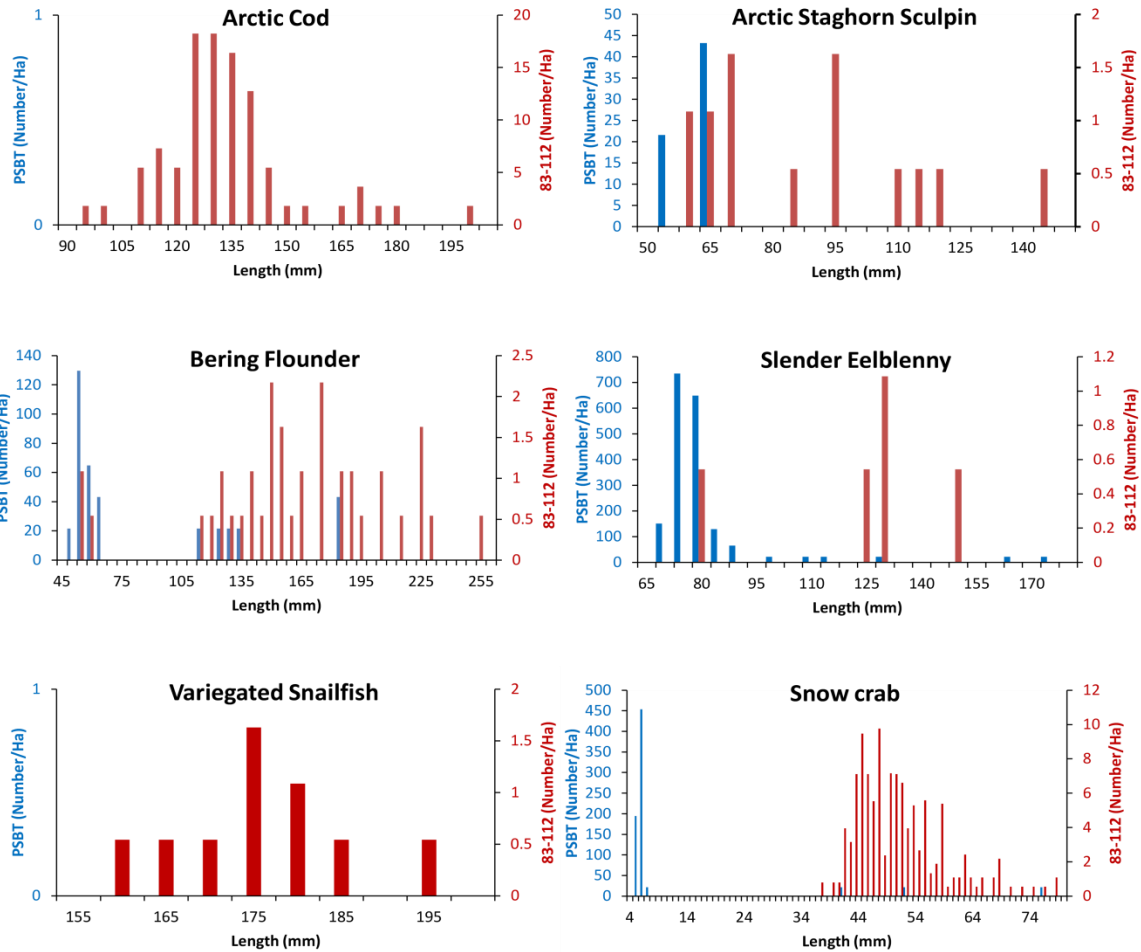 Arctic Cod
PSBT (Number/Ha)
1
0
20
15
10
5
0
83-112 (Number/Ha)
90 105 120 135 150 165 180 195
Length (mm)
Arctic Staghorn Sculpin
PSBT (Number/Ha)
50
45
40
35
30
25
20
15
10
5
0
2
1.5
1
0.5
0
83-112 (Number/Ha)
50 65 80 95 110 125 140
Length (mm)
Bering Flounder
PSBT (Number/Ha)
140
120
100
80
60
40
20
0
2.5
2
1.5
1
0.5
0
83-112 (Number/Ha)
45 75 105 135 165 195 225 255
Length (mm)
Slender Eelblenny
PSBT (Number/Ha)
800
700
600
500
400
300
200
100
0
1.2
1
0.8
0.6
0.4
0.2
0
83-112 (Number/Ha)
65 80 95 110 125 140 155 170
Length (mm)
Variegated Snailfish
PSBT (Number/Ha)
1
0
2
1.5
1
0.5
0
83-112 (Number/Ha)
155 165 175 185 195
Length (mm)
Snow crab
PSBT (Number/Ha)
500
450
400
350
300
250
200
150
100
50
0
12
10
8
6
4
2
0
83-112 (Number/Ha)
4 14 24 34 44 54 64 74
Length (mm)